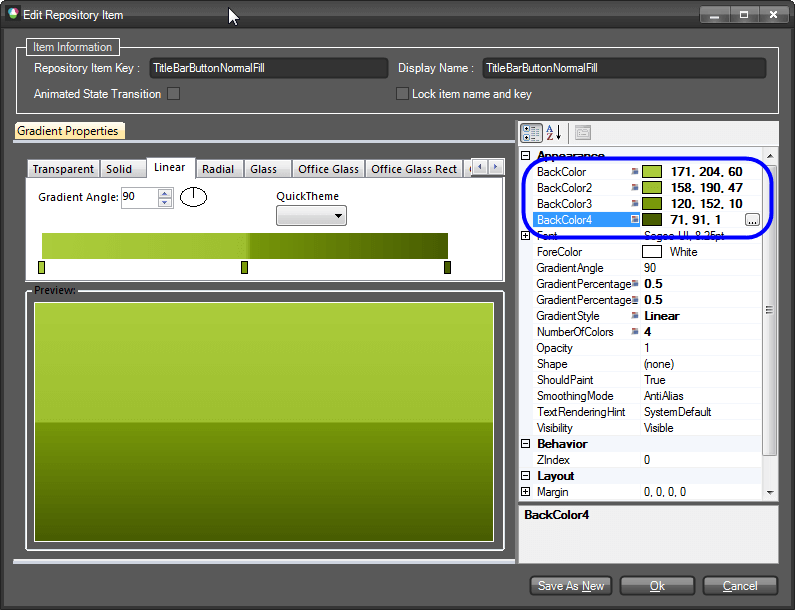 Edit Repository Item
Item Information
Repository Item Key : TitleBarButtonNormalFill Display Name : TitleBarButtonNormalFill
Animated State Transition Lock item name and key
Gradient Properties
Transparent Solid Linear Radial Glass Office Glass Office Glass Rect
Gradient Angle: 90 QuickTheme
Preview:
Appearance
BackColor 171, 204, 60
BackColor2 158, 190, 47
BackColor3 120, 152, 10
BackColor4 71, 91, 1 ...
Font Segoe UI, 8.25pt
ForeColor White
GradientAngle 90
GradientPercentage 0.5
GradientPercentage 0.5
GradientStyle Linear
NumberOfColors 4
Opacity 1
Shape (none)
ShouldPaint True
SmoothingMode AntiAlias
TextRenderingHint SystemDefault
Visibility Visible
Behavior
ZIndex 0
Layout
Margin 0, 0, 0, 0
BackColor4
Save As New Ok Cancel